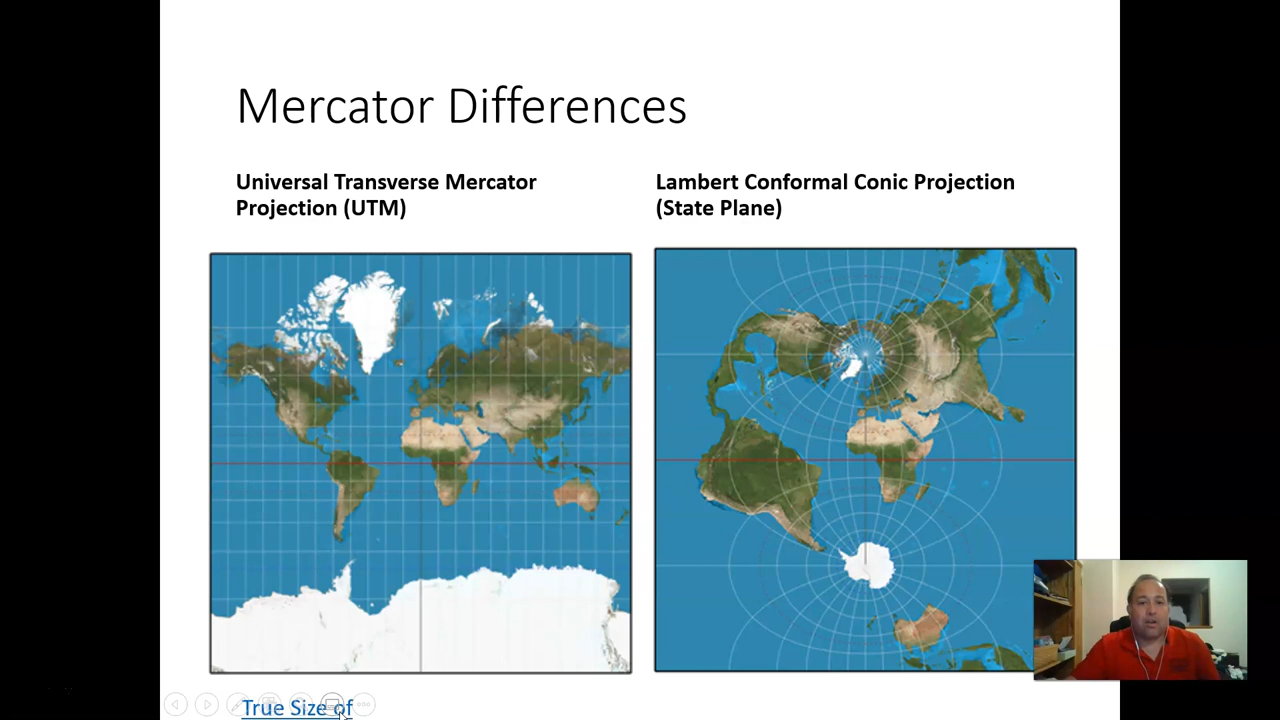 Mercator Differences
Universal Transverse Mercator
Projection (UTM)
Lambert Conformal Conic Projection
(State Plane)
True Size of